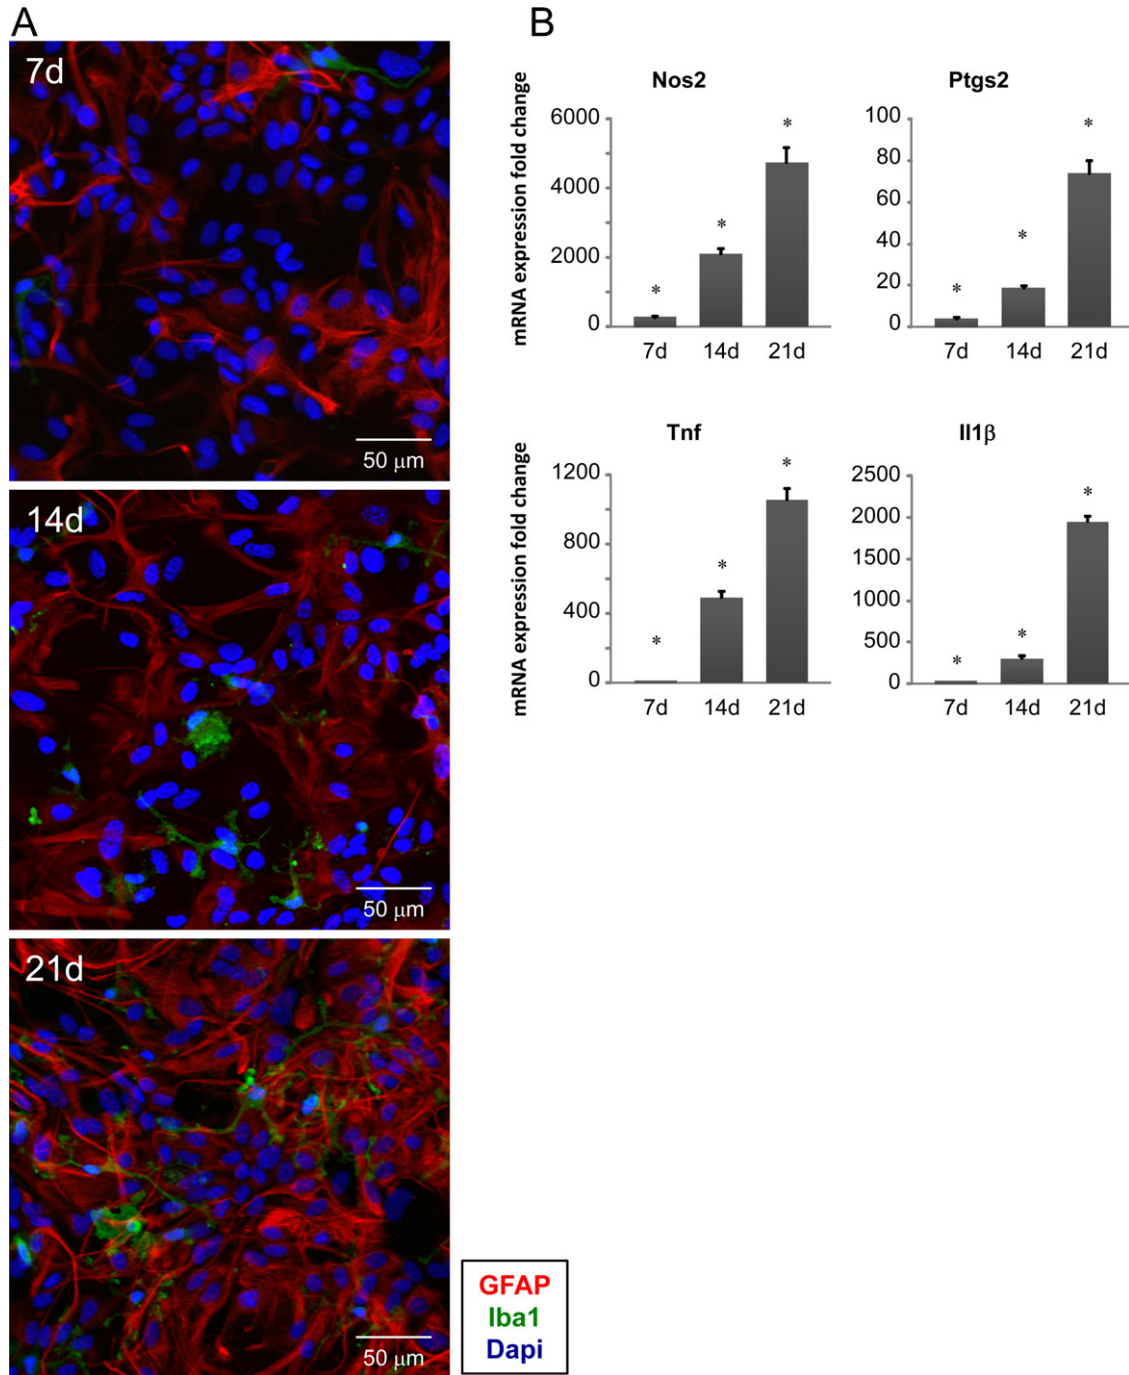 A
7d
50 μm
14d
50 μm
21d
50 μm
GFAP
Iba1
Dapi
B
Nos2
mRNA expression fold change
6000
4000
2000
0
*
*
*
7d 14d 21d
Ptgs2
100
80
60
40
20
0
*
*
*
7d 14d 21d
Tnf
mRNA expression fold change
1200
800
400
0
*
*
*
7d 14d 21d
Il1β
2500
2000
1500
1000
500
0
*
*
*
7d 14d 21d